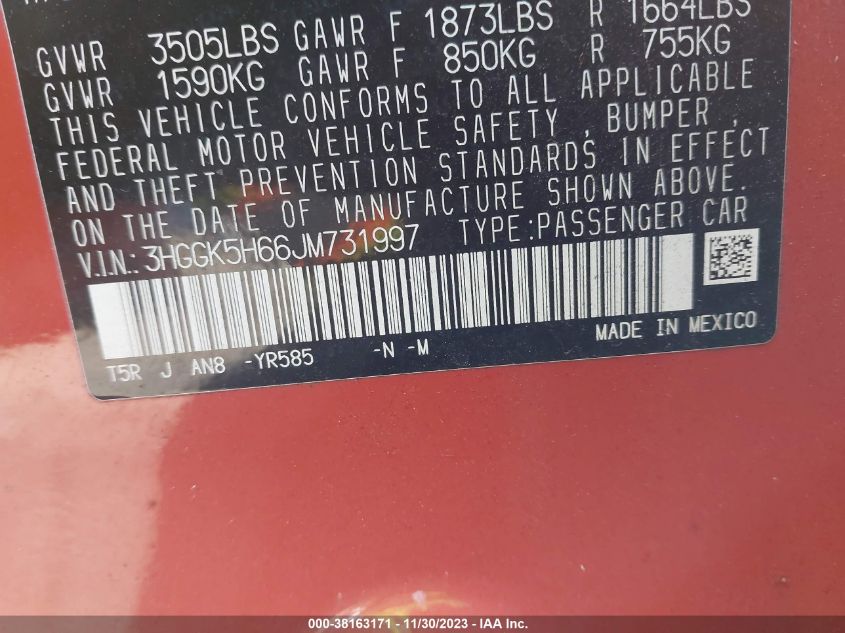 GVWR 3505LBS GAWR F 1873LBS R 1664LBS
GVWR 1590KG GAWR F 850KG R 755KG
THIS VEHICLE CONFORMS TO ALL APPLICABLE
FEDERAL MOTOR VEHICLE SAFETY , BUMPER ,
AND THEFT PREVENTION STANDARDS IN EFFECT
ON THE DATE OF MANUFACTURE SHOWN ABOVE.
V.I.N.: 3HGGK5H66JM731997 TYPE:PASSENGER CAR
MADE IN MEXICO
T5R J AN8 -YR585 -N -M
000-38163171 - 11/30/2023 - IAA Inc.